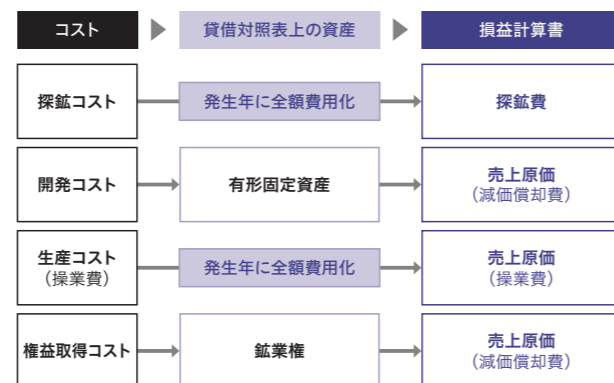 コスト
貸借対照表上の資産
損益計算書
探鉱コスト
発生年に全額費用化
探鉱費
開発コスト
有形固定資産
売上原価
（減価償却費）
生産コスト
（操業費）
発生年に全額費用化
売上原価
（操業費）
権益取得コスト
鉱業権
売上原価
（減価償却費）